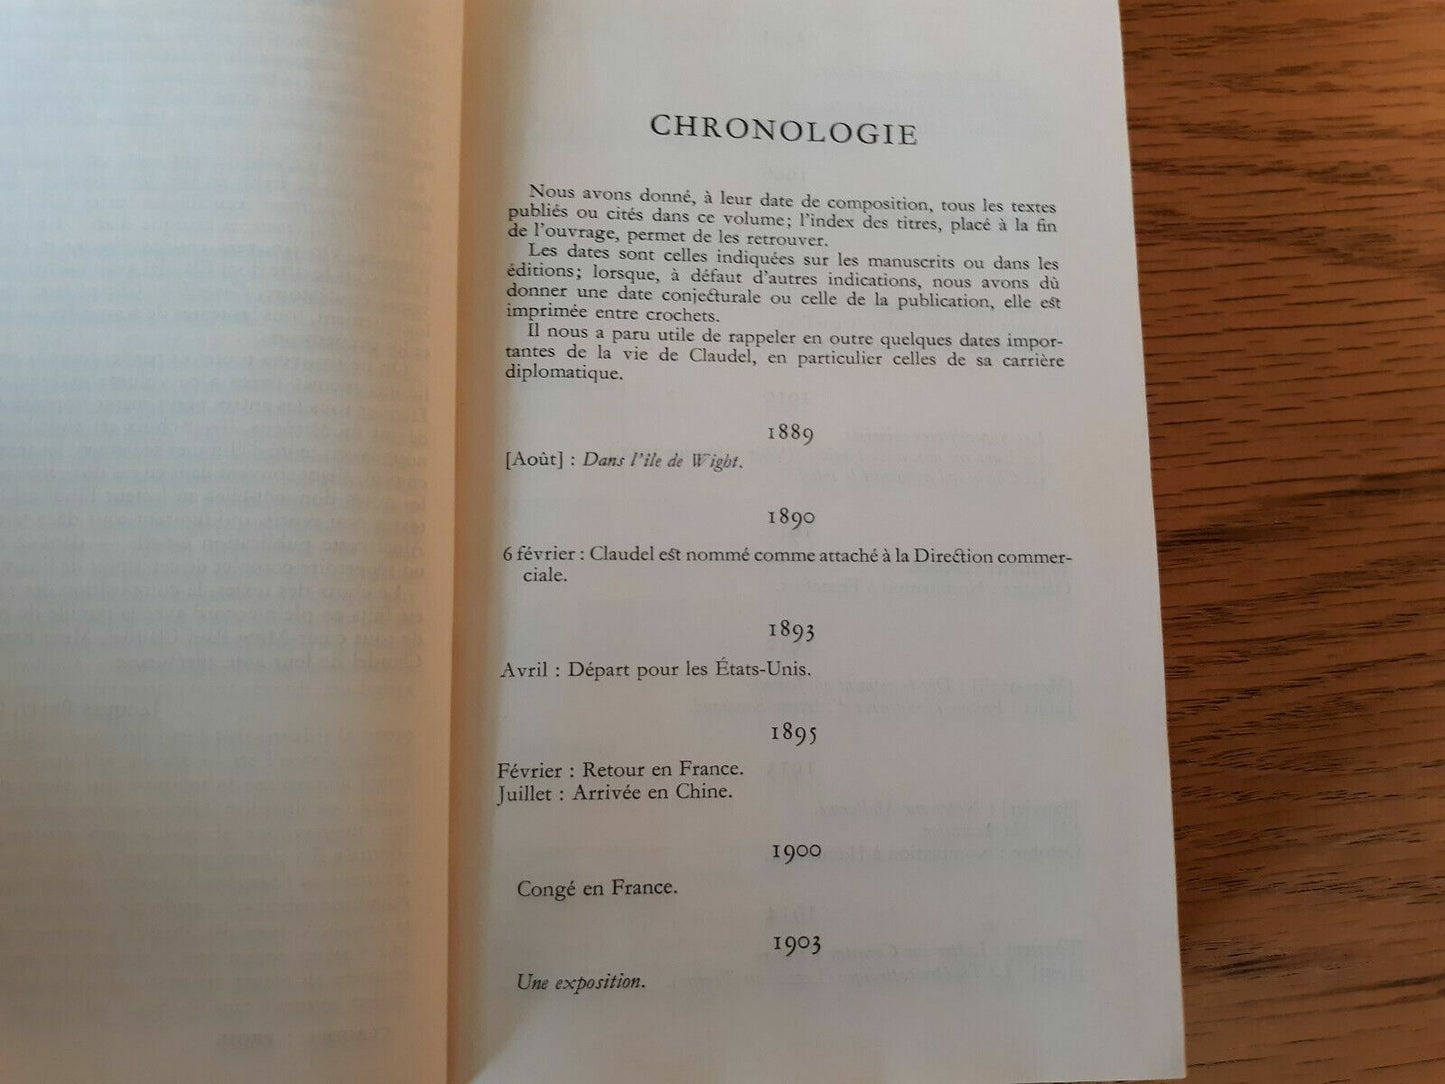 CHRONOLOGIE
Nous avons donné, à leur date de composition, tous les textes
publiés ou cités dans ce volume; l'index des titres, placé à la fin
de l'ouvrage, permet de les retrouver.
Les dates sont celles indiquées sur les manuscrits ou dans les
éditions; lorsque, à défaut d'autres indications, nous avons dû
donner une date conjecturale ou celle de la publication, elle est
imprimée entre crochets.
Il nous a paru utile de rappeler en outre quelques dates impor-
tantes de la vie de Claudel, en particulier celles de sa carrière
diplomatique.
1889
[Août] : Dans l'île de Wight.
1890
6 février : Claudel est nommé comme attaché à la Direction commer-
ciale.
1893
Avril : Départ pour les États-Unis.
1895
Février : Retour en France.
Juillet : Arrivée en Chine.
1900
Congé en France.
1903
Une exposition.